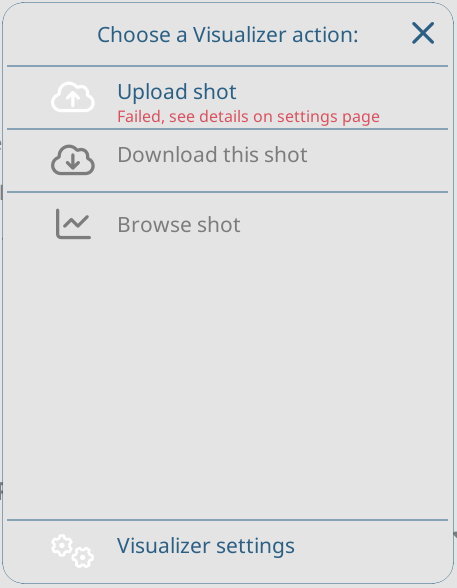 Choose a Visualizer action:
Upload shot
Failed, see details on settings page
Download this shot
Browse shot
Visualizer settings